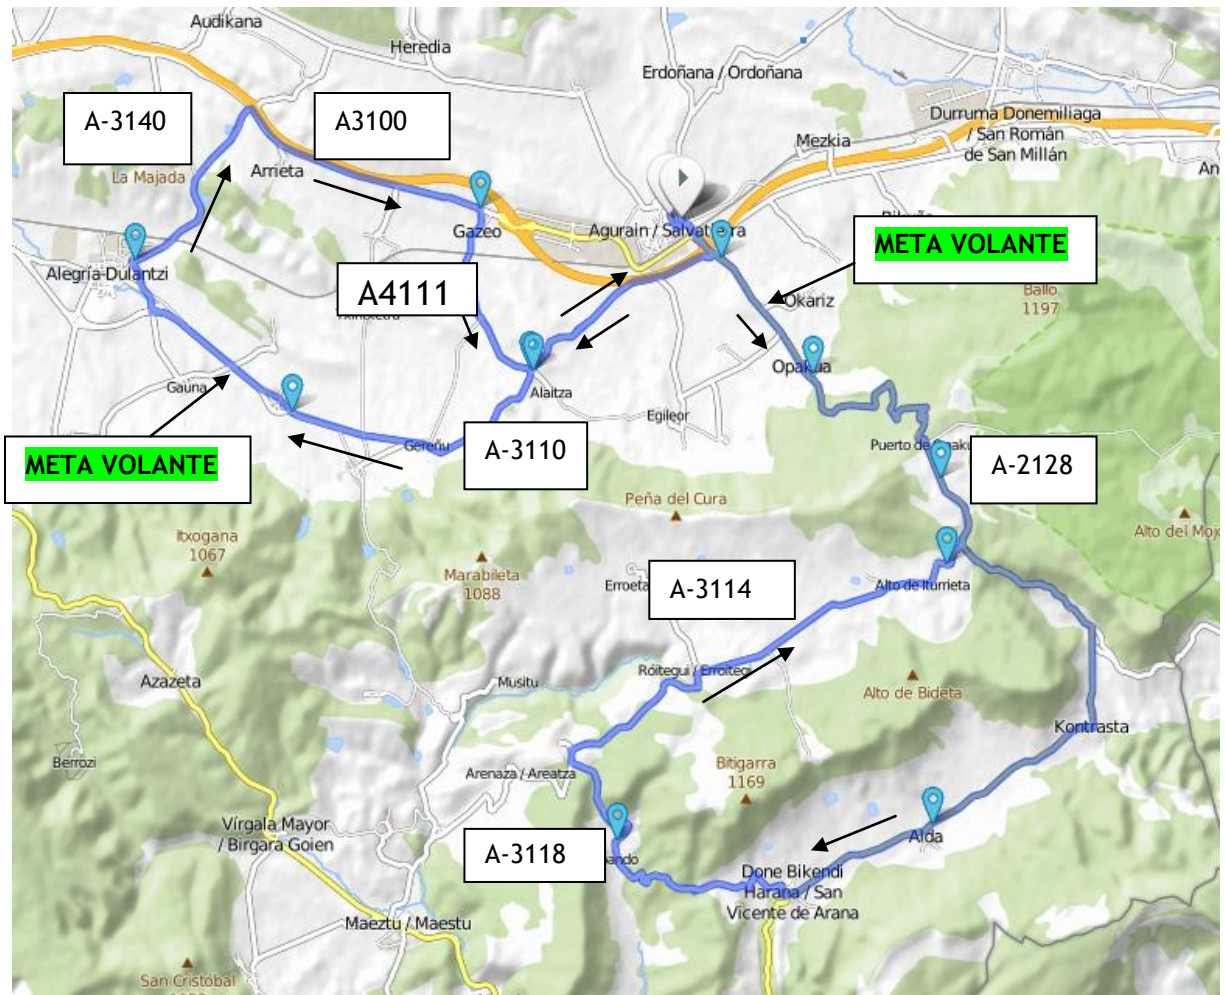 Audikana
Heredia
Erdoñana / Ordoñana
Durruma Donemiliaga
/ San Román
de San Millán
A-3140
A3100
Mezkia
La Majada
Arrieta
An
Gazeo
Agurain / Salvatierra
META VOLANTE
Alegría-Dulantzi
A4111
Okariz
Ballo
1197
Opakua
Gauna
Alaitza
Egileor
META VOLANTE
Gereñu
A-3110
Puerto de Opaku
A-2128
Peña del Cura
Alto del Moj
Itxogana
1067
Marabileta
1088
Erroeta
A-3114
Alto de Iturrieta
Azazeta
Musitu
Róitegui / Erroitegi
Alto de Bideta
Kontrasta
Berrozi
Arenaza / Areatza
Bitigarra
1169
Vírgala Mayor
/ Birgara Goien
A-3118
ando
Alda
Done Bikendi
Harana / San
Vicente de Arana
Maeztu / Maestu
San Cristóbal